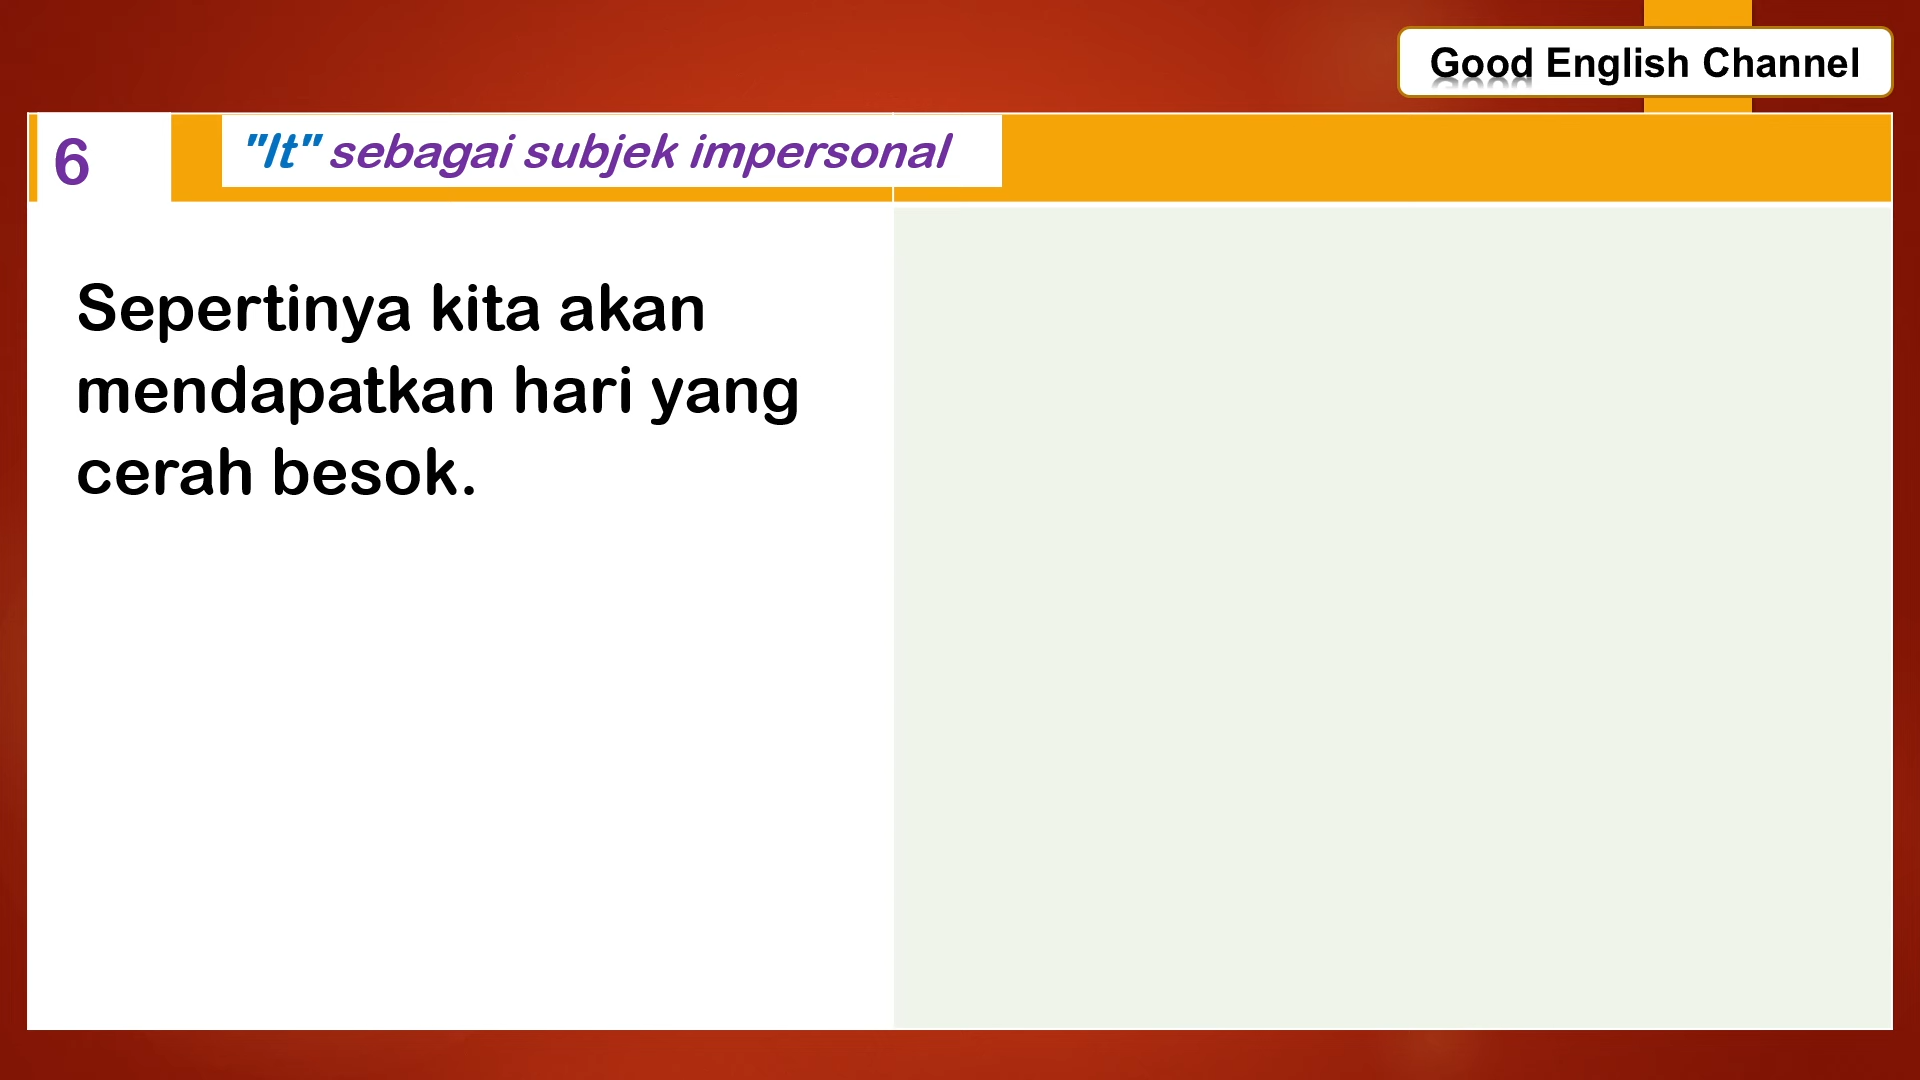 Good English Channel
6
"It" sebagai subjek impersonal
Sepertinya kita akan
mendapatkan hari yang
cerah besok.